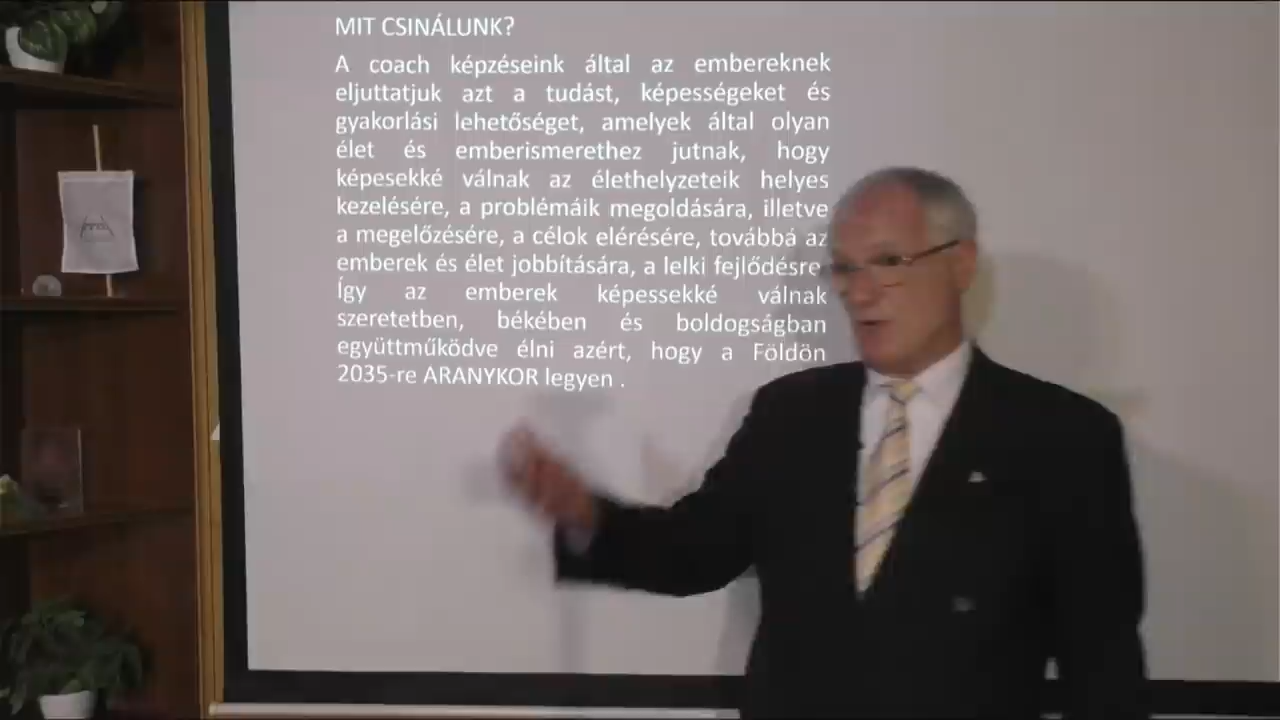 MIT CSINÁLUNK?
A coach képzéseink által az embereknek
eljuttatjuk azt a tudást, képességeket és
gyakorlási lehetőséget, amelyek által olyan
élet és emberismerethez jutnak, hogy
képesekké válnak az élethelyzeteik helyes
kezelésére, a problémáik megoldására, illetve
a megelőzésére, a célok elérésére, továbbá az
emberek és élet jobbítására, a lelki fejlődésre
Így az emberek képessekké válnak
szeretetben, békében és boldogságban
együttműködve élni azért, hogy a Földön
2035-re ARANYKOR legyen .